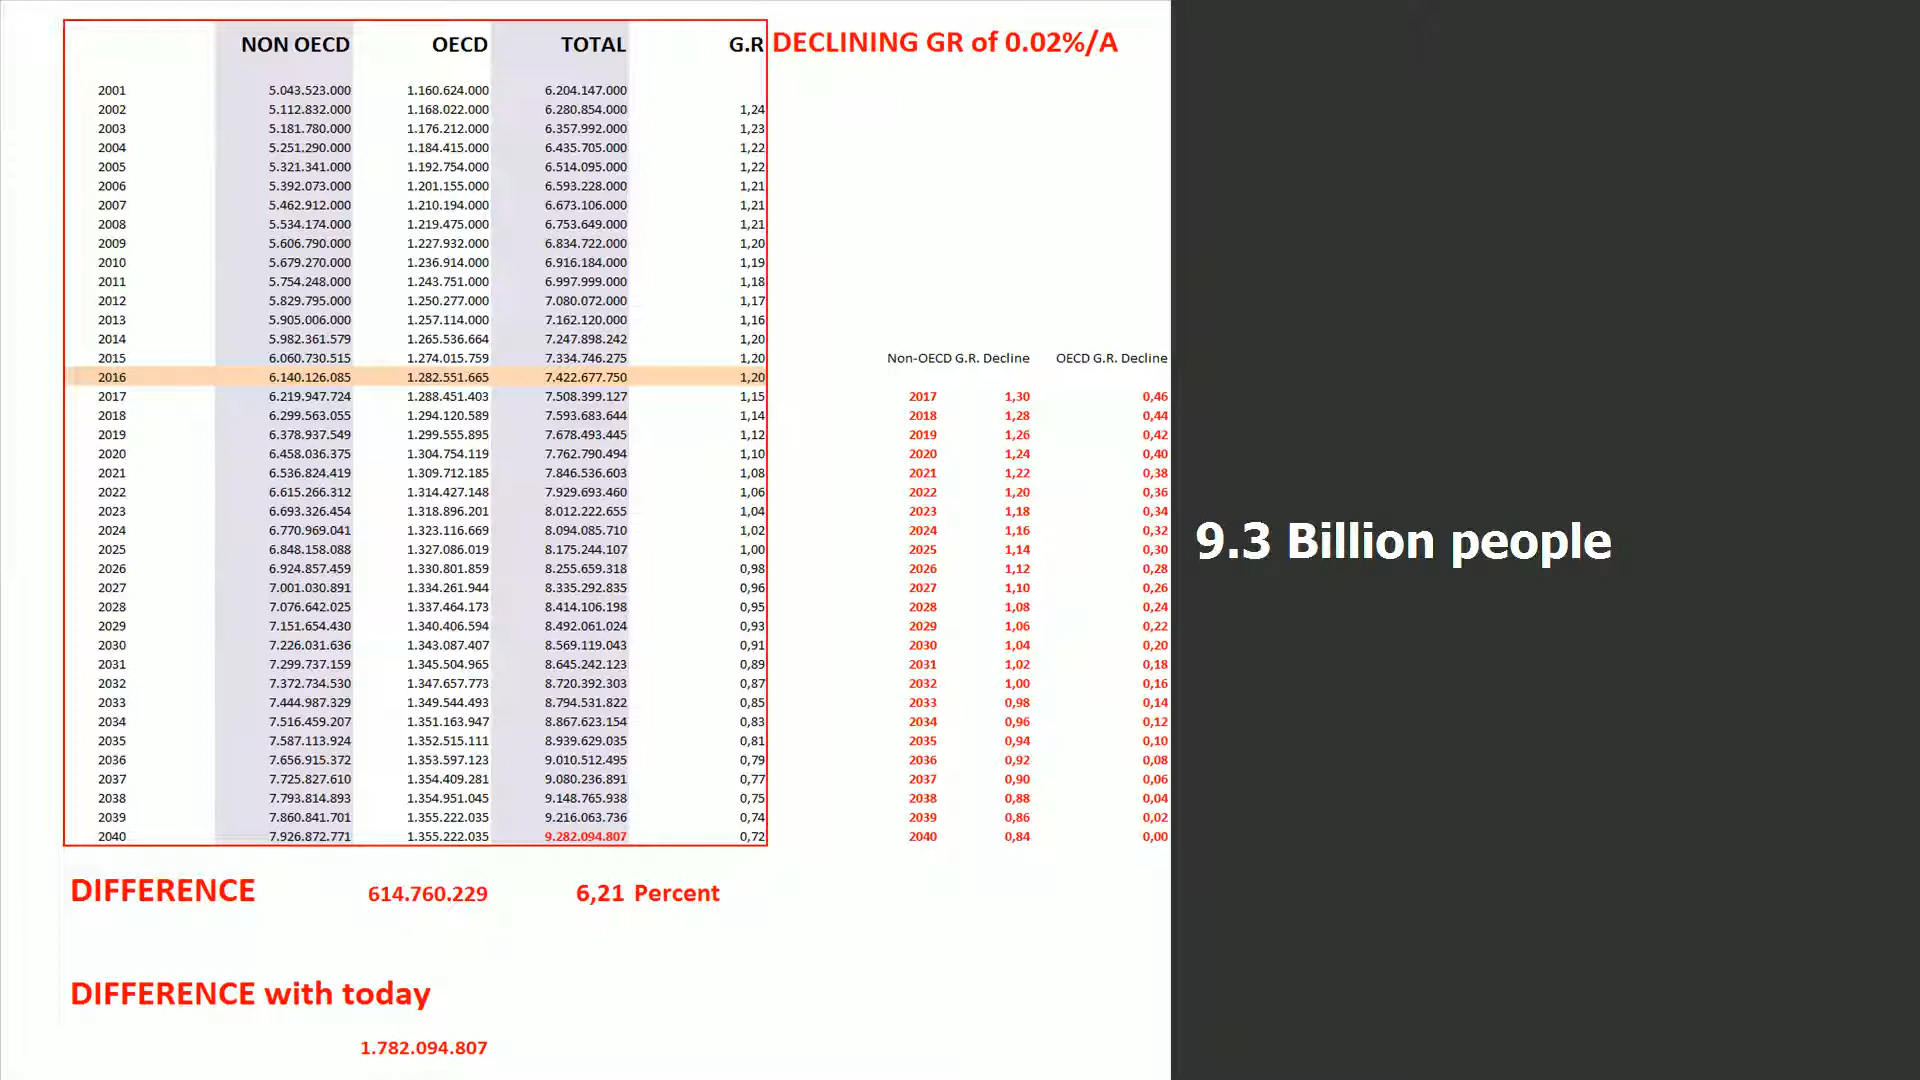 NON OECD OECD TOTAL G.R DECLINING GR of 0.02%/A
2001 5.043.523.000 1.160.624.000 6.204.147.000
2002 5.112.832.000 1.168.022.000 6.280.854.000 1,24
2003 5.181.780.000 1.176.212.000 6.357.992.000 1,23
2004 5.251.290.000 1.184.415.000 6.435.705.000 1,22
2005 5.321.341.000 1.192.754.000 6.514.095.000 1,22
2006 5.392.073.000 1.201.155.000 6.593.228.000 1,21
2007 5.462.912.000 1.210.194.000 6.673.106.000 1,21
2008 5.534.174.000 1.219.475.000 6.753.649.000 1,21
2009 5.606.790.000 1.227.932.000 6.834.722.000 1,20
2010 5.679.270.000 1.236.914.000 6.916.184.000 1,19
2011 5.754.248.000 1.243.751.000 6.997.999.000 1,18
2012 5.829.795.000 1.250.277.000 7.080.072.000 1,17
2013 5.905.006.000 1.257.114.000 7.162.120.000 1,16
2014 5.982.361.579 1.265.536.664 7.247.898.242 1,20
2015 6.060.730.515 1.274.015.759 7.334.746.275 1,20 Non-OECD G.R. Decline OECD G.R. Decline
2016 6.140.126.085 1.282.551.665 7.422.677.750 1,20
2017 6.219.947.724 1.288.451.403 7.508.399.127 1,15 2017 1,30 0,46
2018 6.299.563.055 1.294.120.589 7.593.683.644 1,14 2018 1,28 0,44
2019 6.378.937.549 1.299.555.895 7.678.493.445 1,12 2019 1,26 0,42
2020 6.458.036.375 1.304.754.119 7.762.790.494 1,10 2020 1,24 0,40
2021 6.536.824.419 1.309.712.185 7.846.536.603 1,08 2021 1,22 0,38
2022 6.615.266.312 1.314.427.148 7.929.693.460 1,06 2022 1,20 0,36
2023 6.693.326.454 1.318.896.201 8.012.222.655 1,04 2023 1,18 0,34
2024 6.770.969.041 1.323.116.669 8.094.085.710 1,02 2024 1,16 0,32
2025 6.848.158.088 1.327.086.019 8.175.244.107 1,00 2025 1,14 0,30
2026 6.924.857.459 1.330.801.859 8.255.659.318 0,98 2026 1,12 0,28
2027 7.001.030.891 1.334.261.944 8.335.292.835 0,96 2027 1,10 0,26
2028 7.076.642.025 1.337.464.173 8.414.106.198 0,95 2028 1,08 0,24
2029 7.151.654.430 1.340.406.594 8.492.061.024 0,93 2029 1,06 0,22
2030 7.226.031.636 1.343.087.407 8.569.119.043 0,91 2030 1,04 0,20
2031 7.299.737.159 1.345.504.965 8.645.242.123 0,89 2031 1,02 0,18
2032 7.372.734.530 1.347.657.773 8.720.392.303 0,87 2032 1,00 0,16
2033 7.444.987.329 1.349.544.493 8.794.531.822 0,85 2033 0,98 0,14
2034 7.516.459.207 1.351.163.947 8.867.623.154 0,83 2034 0,96 0,12
2035 7.587.113.924 1.352.515.111 8.939.629.035 0,81 2035 0,94 0,10
2036 7.656.915.372 1.353.597.123 9.010.512.495 0,79 2036 0,92 0,08
2037 7.725.827.610 1.354.409.281 9.080.236.891 0,77 2037 0,90 0,06
2038 7.793.814.893 1.354.951.045 9.148.765.938 0,75 2038 0,88 0,04
2039 7.860.841.701 1.355.222.035 9.216.063.736 0,74 2039 0,86 0,02
2040 7.926.872.771 1.355.222.035 9.282.094.807 0,72 2040 0,84 0,00
DIFFERENCE 614.760.229 6,21 Percent
DIFFERENCE with today
1.782.094.807
9.3 Billion people